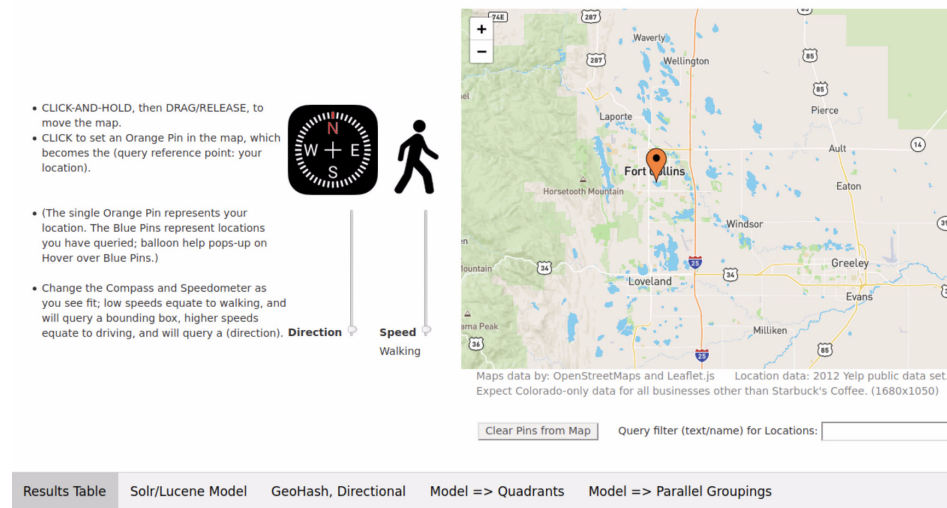 • CLICK-AND-HOLD, then DRAG/RELEASE, to
move the map.
• CLICK to set an Orange Pin in the map, which
becomes the (query reference point: your
location).
• (The single Orange Pin represents your
location. The Blue Pins represent locations
you have queried; balloon help pops-up on
Hover over Blue Pins.)
• Change the Compass and Speedometer as
you see fit; low speeds equate to walking, and
will query a bounding box, higher speeds
equate to driving, and will query a (direction).
N
W E
S
Direction
Speed
Walking
+
−
74E
287
85
Waverly
287
Wellington
85
Pierce
Laporte
Ault
14
Fort Collins
Horsetooth Mountain
Eaton
Windsor
25
34
34
Greeley
Loveland
Evans
Milliken
36
25
85
Maps data by: OpenStreetMaps and Leaflet.js Location data: 2012 Yelp public data set.
Expect Colorado-only data for all businesses other than Starbuck's Coffee. (1680x1050)
Clear Pins from Map
Query filter (text/name) for Locations:
Results Table Solr/Lucene Model GeoHash, Directional Model => Quadrants Model => Parallel Groupings